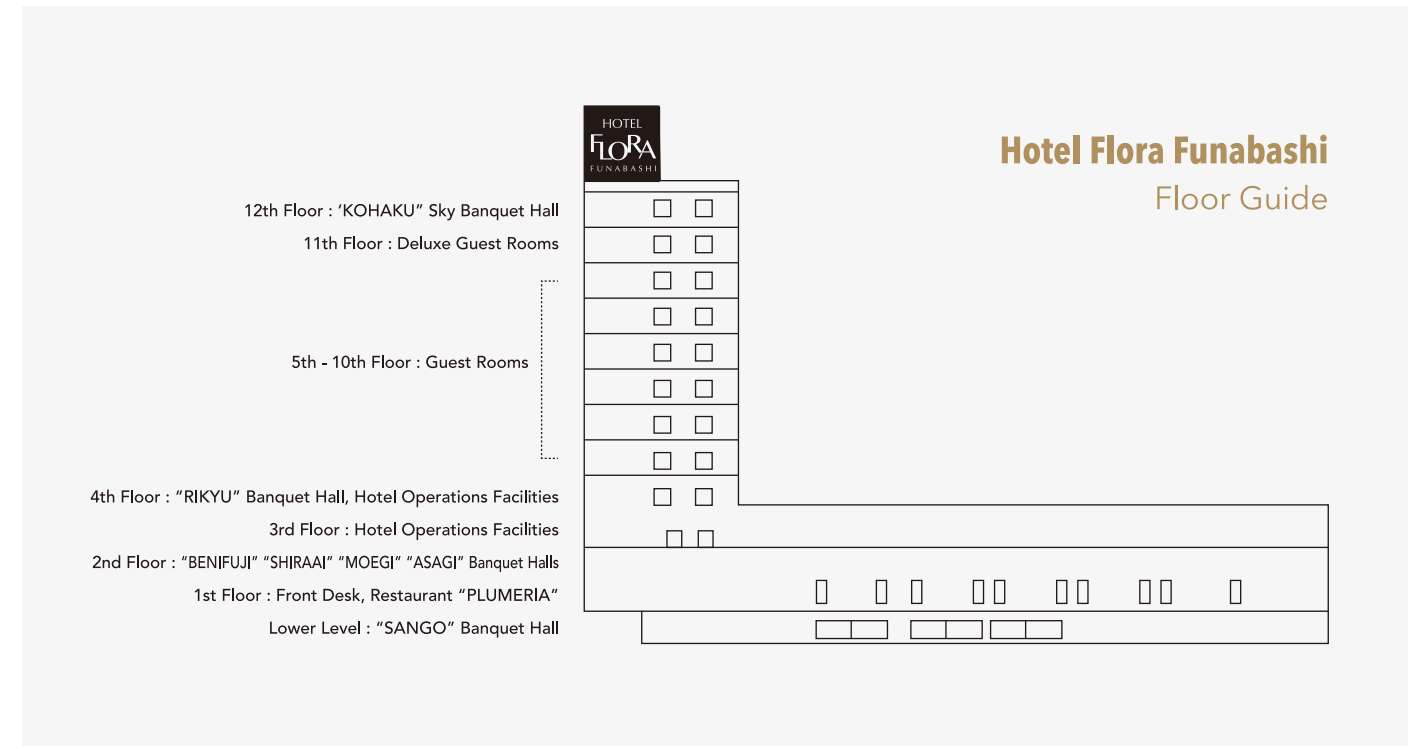 HOTEL
FLORA
FUNABASHI
Hotel Flora Funabashi
Floor Guide
12th Floor : ‘KOHAKU” Sky Banquet Hall
11th Floor : Deluxe Guest Rooms
5th - 10th Floor : Guest Rooms
4th Floor : “RIKYU” Banquet Hall, Hotel Operations Facilities
3rd Floor : Hotel Operations Facilities
2nd Floor : “BENIFUJI” “SHIRAAI” “MOEGI” “ASAGI” Banquet Halls
1st Floor : Front Desk, Restaurant “PLUMERIA”
Lower Level : “SANGO” Banquet Hall